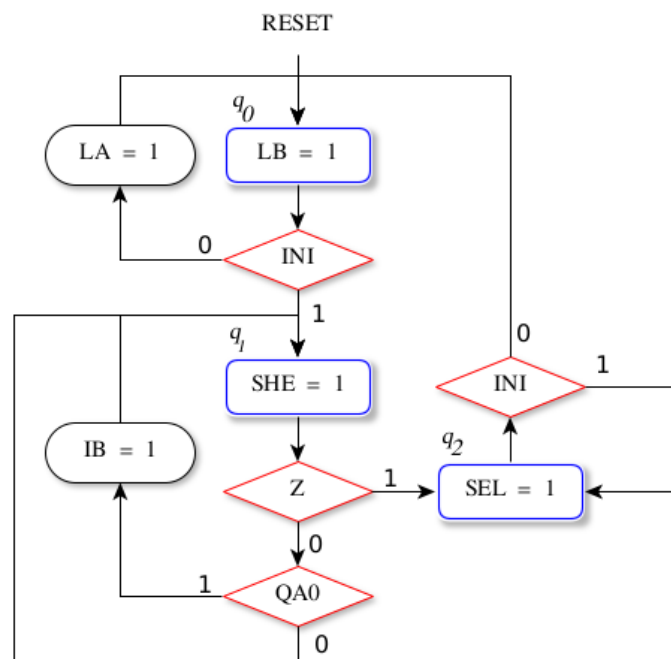 RESET
q0
LA = 1
LB = 1
0
INI
1
q1
SHE = 1
0
INI
1
IB = 1
q2
Z
1
SEL = 1
0
1
QA0
0